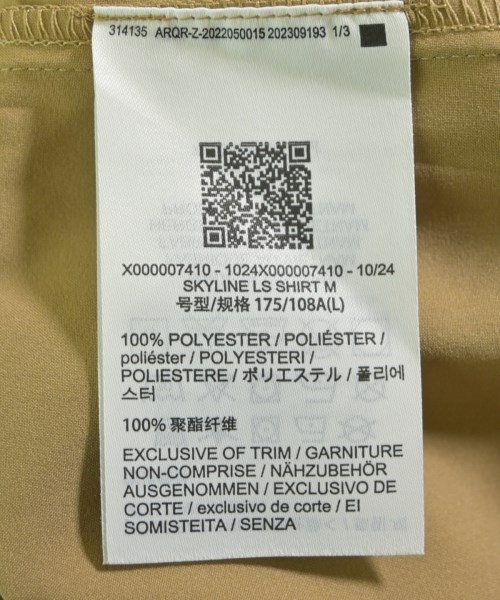 314135 ARQR-Z-2022050015 202309193 1/3
X000007410 - 1024X000007410 - 10/24
SKYLINE LS SHIRT M
号型/规格 175/108A(L)
100% POLYESTER / POLIÉSTER /
poliéster / POLYESTERI /
POLIESTERE / ポリエステル / 폴리에
스터
100% 聚酯纤维
EXCLUSIVE OF TRIM / GARNITURE
NON-COMPRISE / NÄHZUBEHÖR
AUSGENOMMEN / EXCLUSIVO DE
CORTE / exclusivo de corte / EI
SOMISTEITA / SENZA